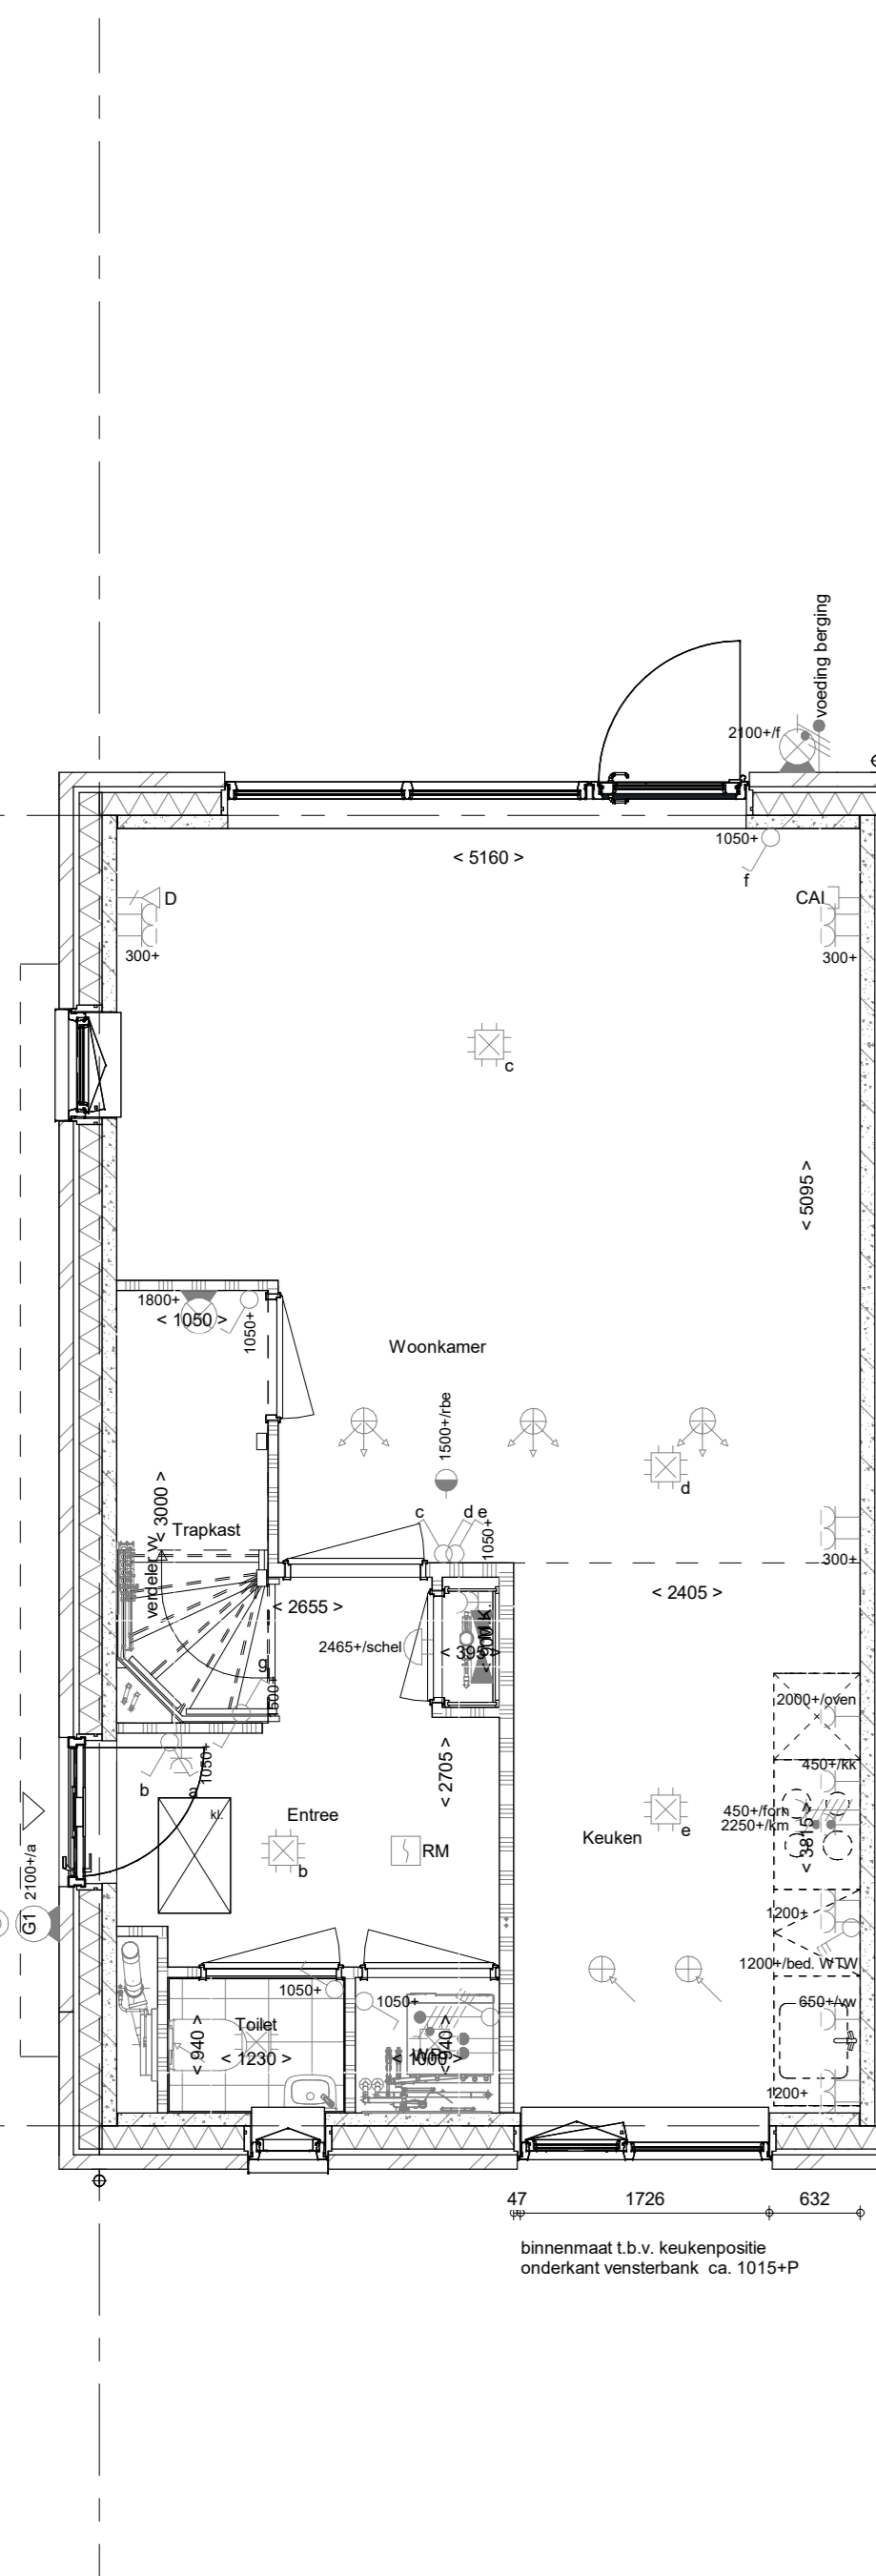 voeding berging
2100+/f
1050+
f
< 5160 >
D
300+
CAI
300+
c
< 5095 >
1800+
< 1050 >
1050+
Woonkamer
1500+/rbe
d
c
d e
1050+
300+
< 3000 >
Trapkast
verdeler vv
< 2655 >
< 2405 >
2465+/schel
< 395 >
g
1500+
2000+/oven
450+/kk
b
a
1050+
< 2705 >
kl.
Entree
b
RM
Keuken
e
450+/forn
2250+/km
< 3815 >
2100+/a
G1
1200+
1200+/bed. WTW
1050+
1050+
650+/vw
Toilet
< 940 >
< 1230 >
< 1000 >
< 940 >
1200+
47
1726
632
binnenmaat t.b.v. keukenpositie
onderkant vensterbank ca. 1015+P